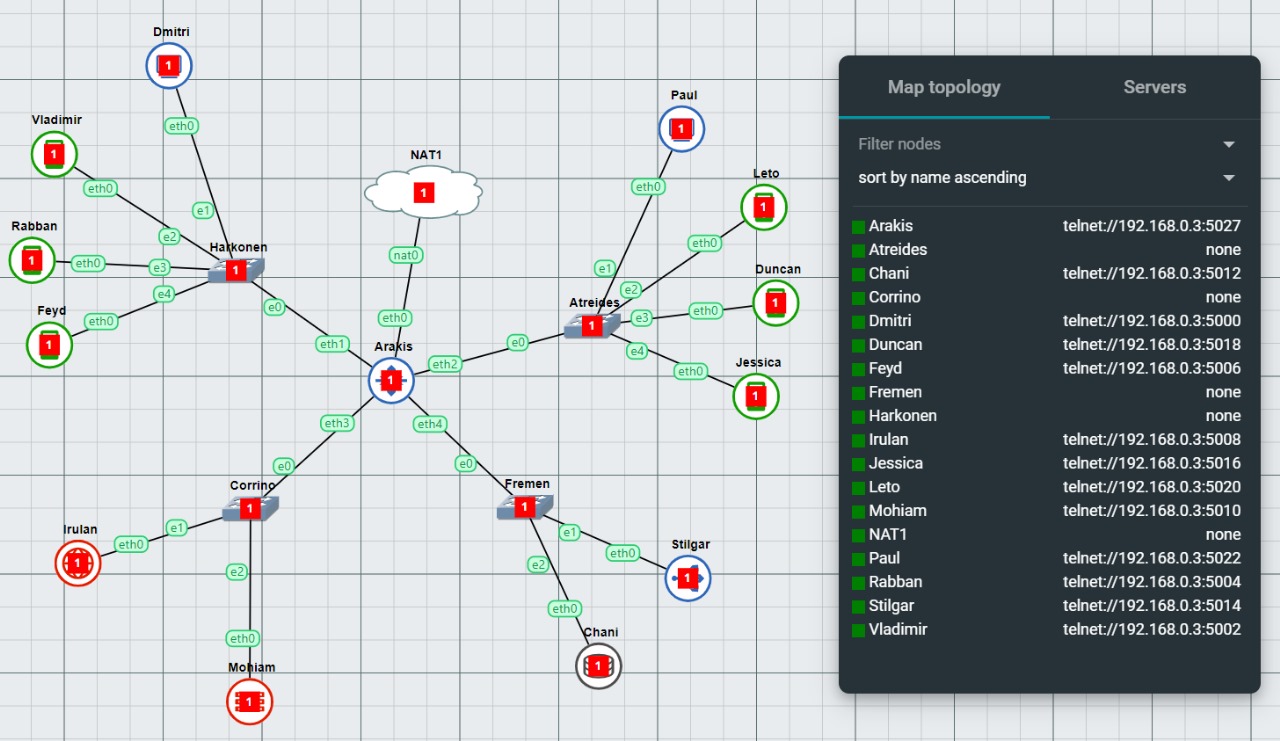 Dmitri
1
eth0
Vladimir
1
eth0
e1
e2
Rabban
1
eth0
e3
Harkonen
1
e4
Feyd
1
eth0
e0
NAT1
1
nat0
eth0
eth1
Arakis
1
eth2
e0
Paul
1
eth0
Leto
1
eth0
e1
e2
Duncan
1
eth0
e3
Atreides
1
e4
Jessica
1
eth0
eth3
eth4
e0
e0
Corrino
1
e1
eth0
Irulan
1
e2
eth0
Mohiam
1
Fremen
1
e1
eth0
Stilgar
1
e2
eth0
Chani
1
Map topology Servers
Filter nodes
sort by name ascending
Arakis telnet://192.168.0.3:5027
Atreides none
Chani telnet://192.168.0.3:5012
Corrino none
Dmitri telnet://192.168.0.3:5000
Duncan telnet://192.168.0.3:5018
Feyd telnet://192.168.0.3:5006
Fremen none
Harkonen none
Irulan telnet://192.168.0.3:5008
Jessica telnet://192.168.0.3:5016
Leto telnet://192.168.0.3:5020
Mohiam telnet://192.168.0.3:5010
NAT1 none
Paul telnet://192.168.0.3:5022
Rabban telnet://192.168.0.3:5004
Stilgar telnet://192.168.0.3:5014
Vladimir telnet://192.168.0.3:5002